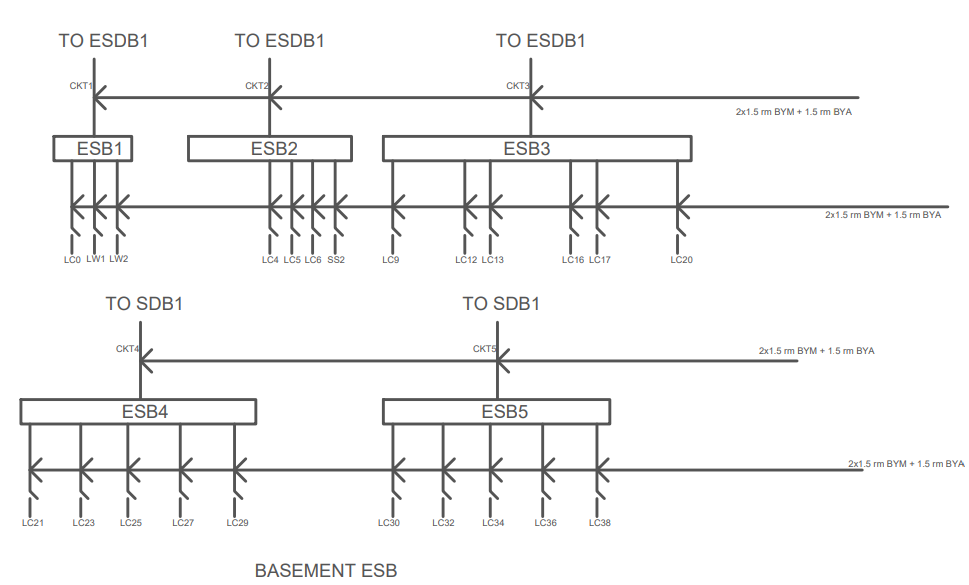 TO ESDB1 TO ESDB1 TO ESDB1
CKT1 CKT2 CKT3
2x1.5 rm BYM + 1.5 rm BYA
ESB1 ESB2 ESB3
2x1.5 rm BYM + 1.5 rm BYA
LC0 LW1 LW2 LC4 LC5 LC6 SS2 LC9 LC12 LC13 LC16 LC17 LC20
TO SDB1 TO SDB1
CKT4 CKT5 2x1.5 rm BYM + 1.5 rm BYA
ESB4 ESB5
2x1.5 rm BYM + 1.5 rm BYA
LC21 LC23 LC25 LC27 LC29 LC30 LC32 LC34 LC36 LC38
BASEMENT ESB